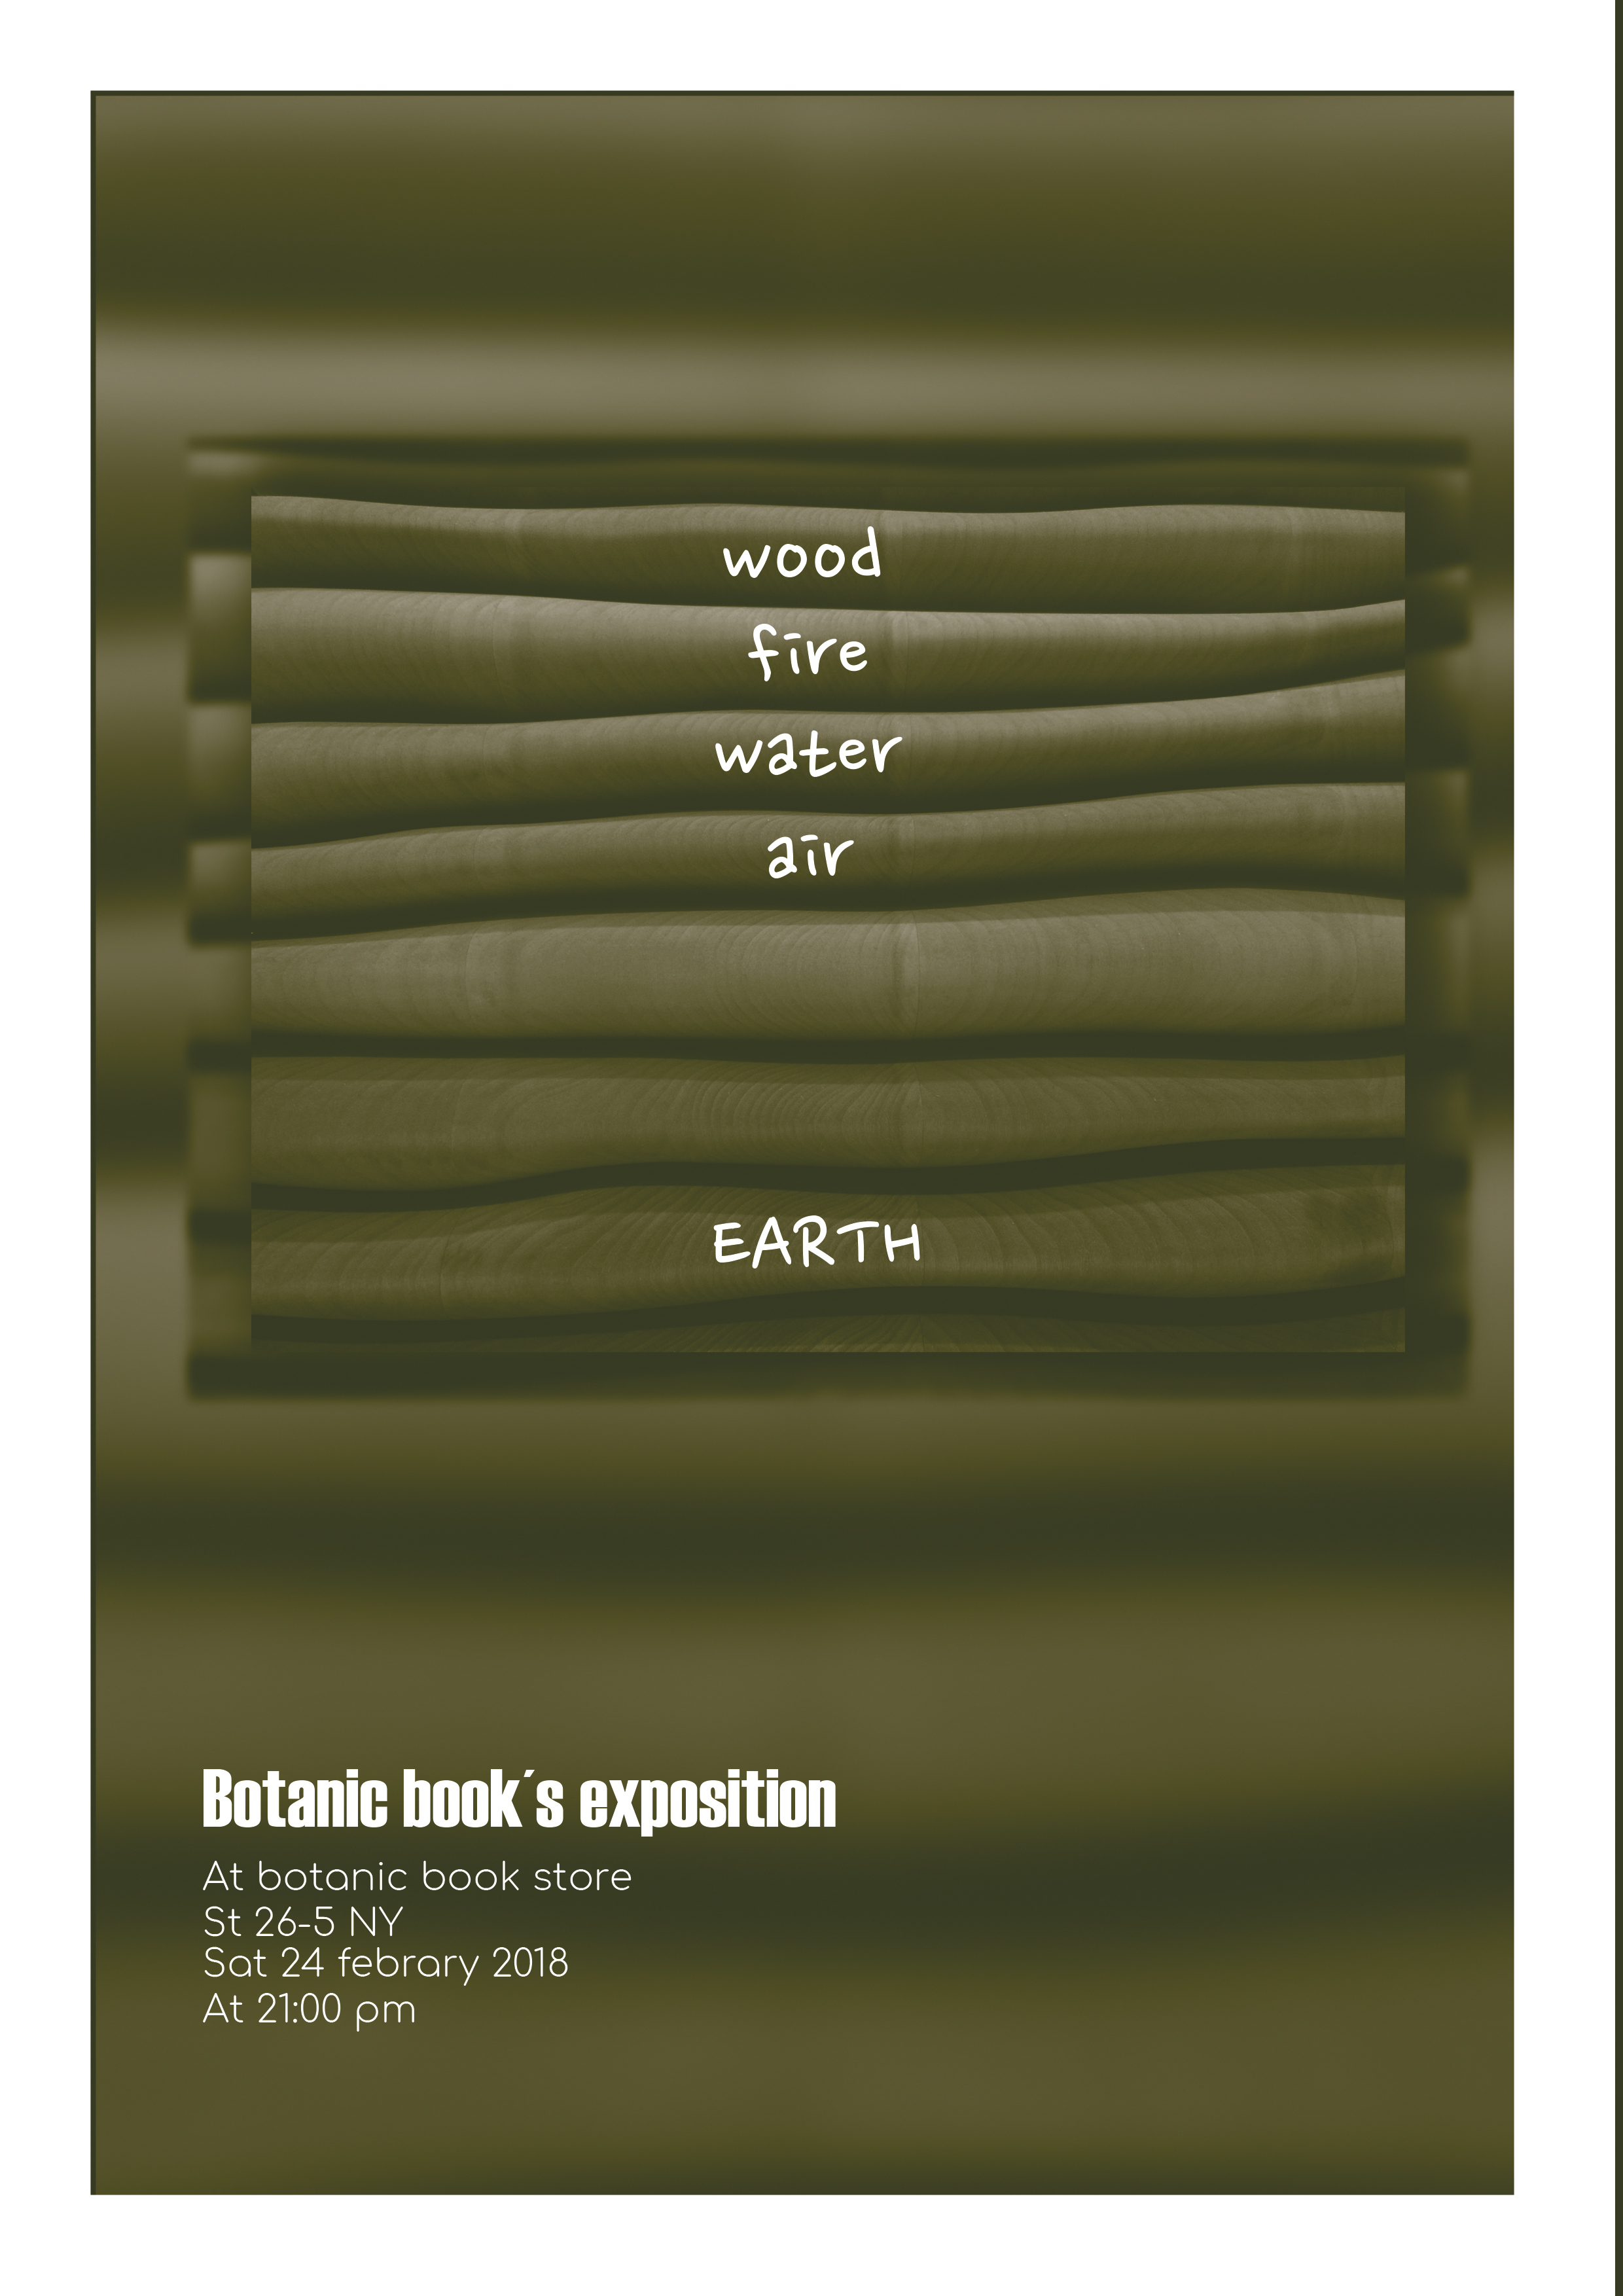 wood
fire
water
air
EARTH
Botanic book´s exposition
At botanic book store
St 26-5 NY
Sat 24 febrary 2018
At 21:00 pm